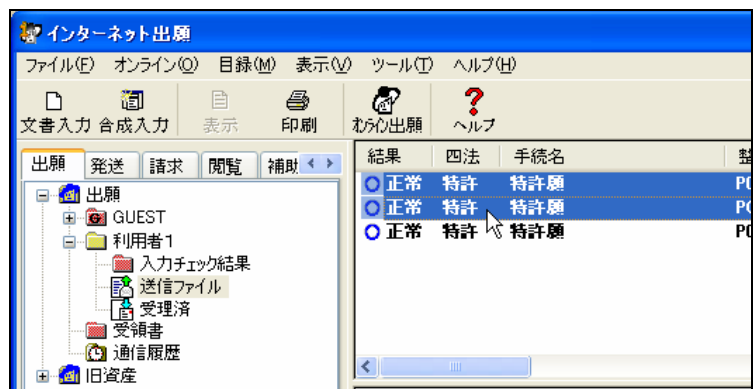 インターネット出願
ファイル(F) オンライン(O) 目録(M) 表示(V) ツール(T) ヘルプ(H)
文書入力 合成入力 表示 印刷 オンライン出願 ヘルプ
出願 発送 請求 閲覧 補助
結果 四法 手続名 整
出願
正常 特許 特許願 P0
GUEST
正常 特許 特許願 P0
利用者1
正常 特許 特許願 P0
入力チェック結果
送信ファイル
受理済
受領書
通信履歴
旧資産